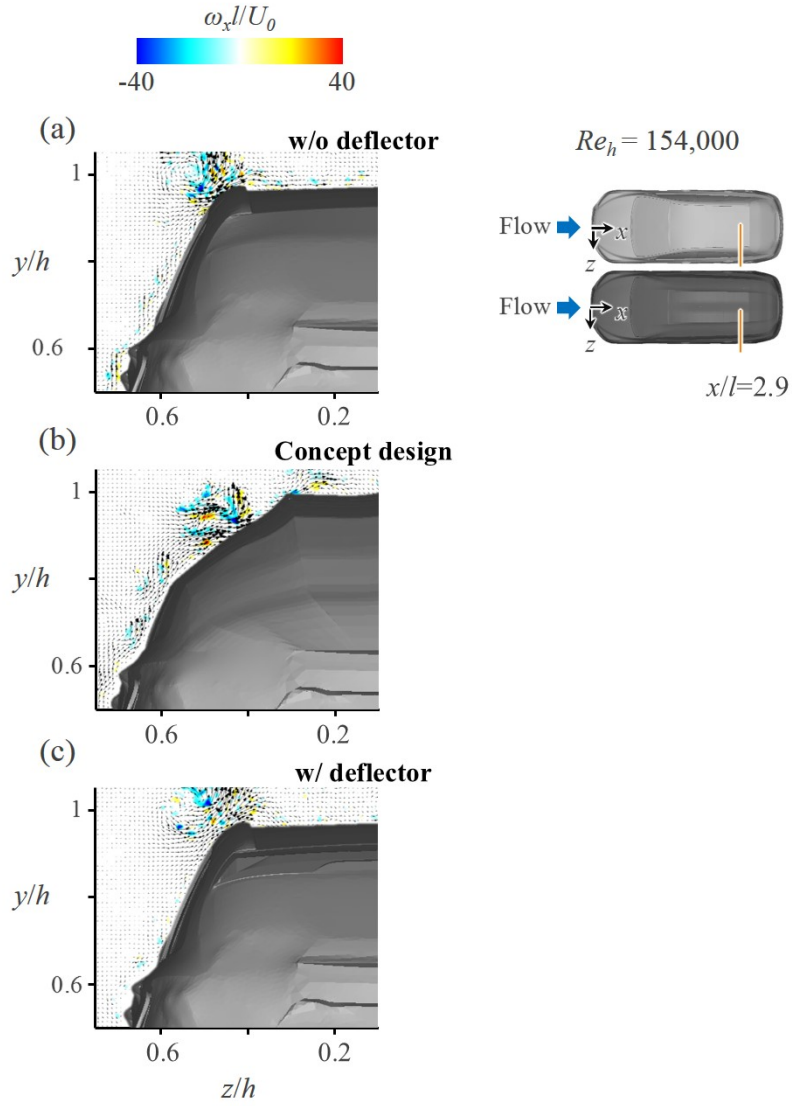 ωₓl/U₀
-40 40
(a)
w/o deflector
1
y/h
0.6
0.6 0.2
Reₕ = 154,000
Flow x
z
Flow x
z
x/l=2.9
(b)
Concept design
1
y/h
0.6
0.6 0.2
(c)
w/ deflector
1
y/h
0.6
0.6 0.2
z/h